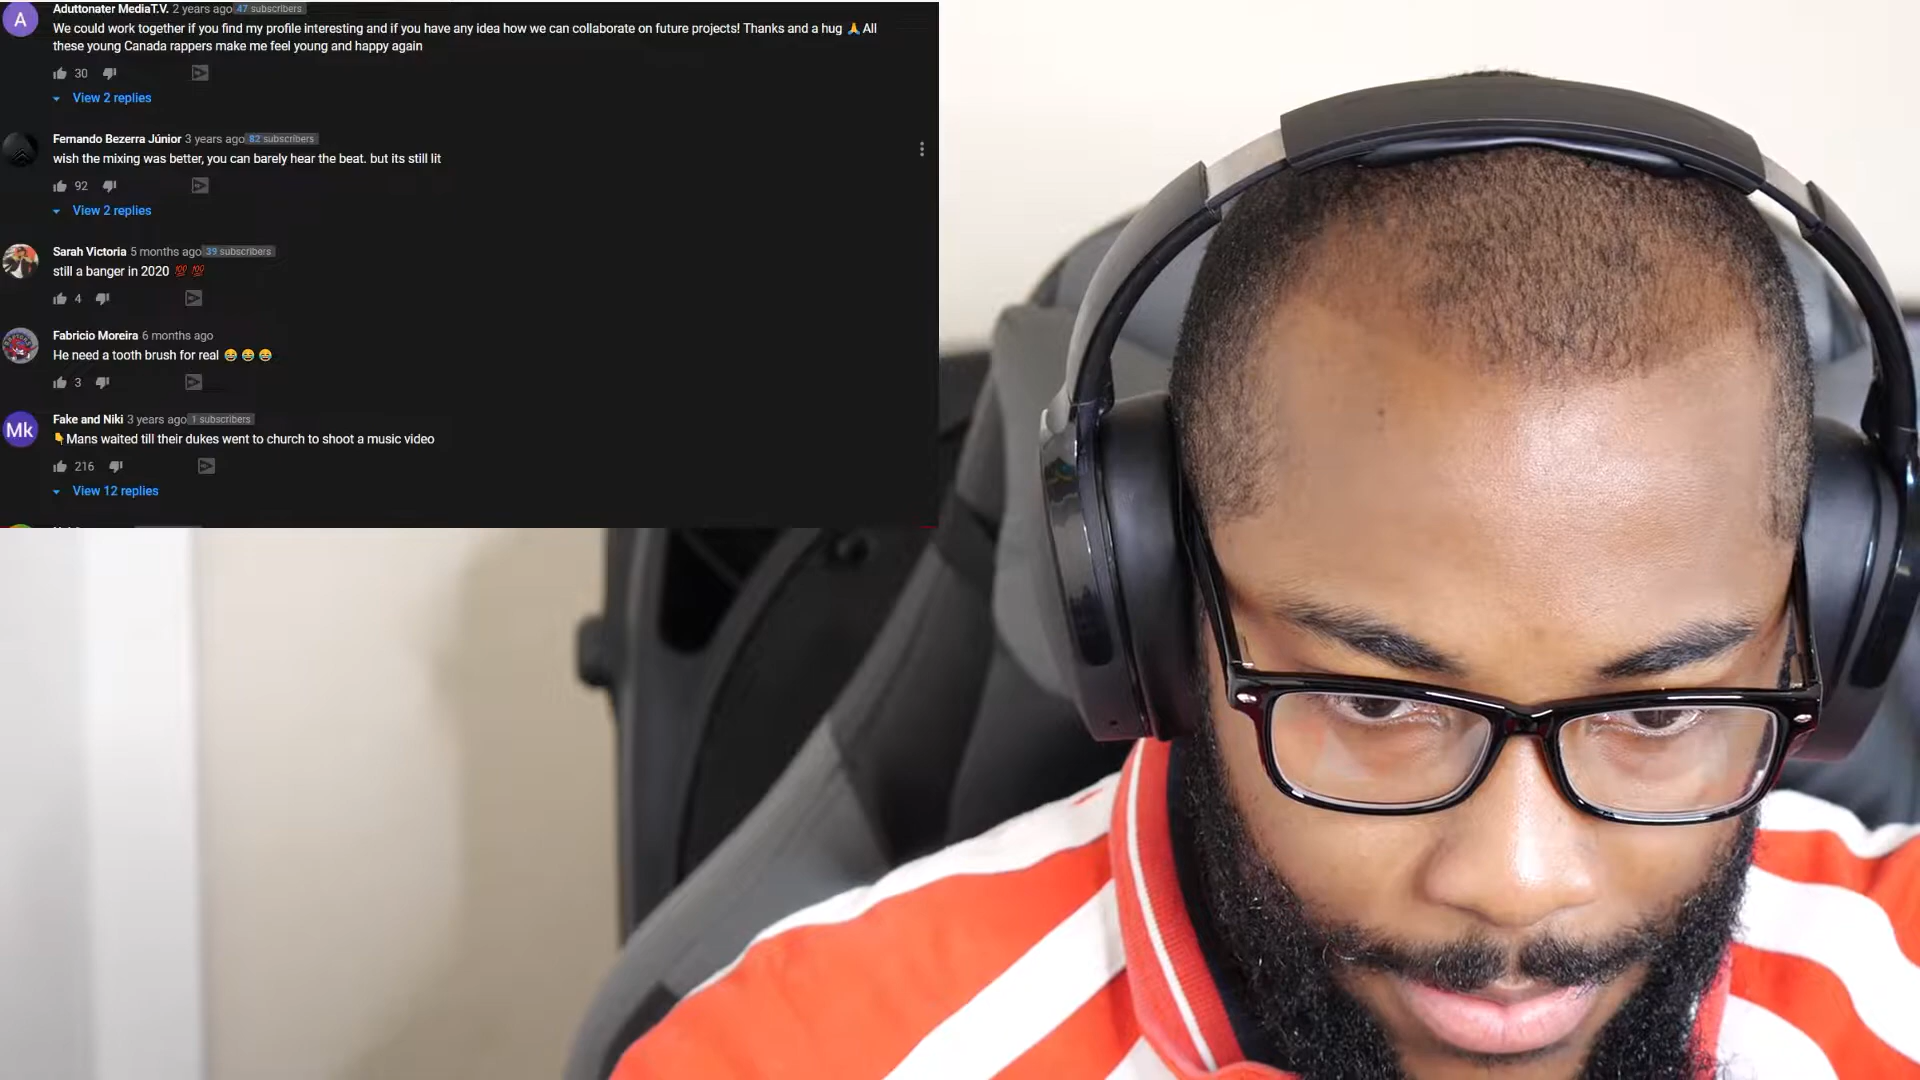 A
Aduttonater MediaT.V. 2 years ago 47 subscribers
We could work together if you find my profile interesting and if you have any idea how we can collaborate on future projects! Thanks and a hug 🙏All
these young Canada rappers make me feel young and happy again
30
View 2 replies
Fernando Bezerra Júnior 3 years ago 82 subscribers
wish the mixing was better, you can barely hear the beat. but its still lit
92
View 2 replies
Sarah Victoria 5 months ago 39 subscribers
still a banger in 2020 💯 💯
4
Fabricio Moreira 6 months ago
He need a tooth brush for real 😂 😂 😂
3
Mk
Fake and Niki 3 years ago 1 subscribers
👇Mans waited till their dukes went to church to shoot a music video
216
View 12 replies